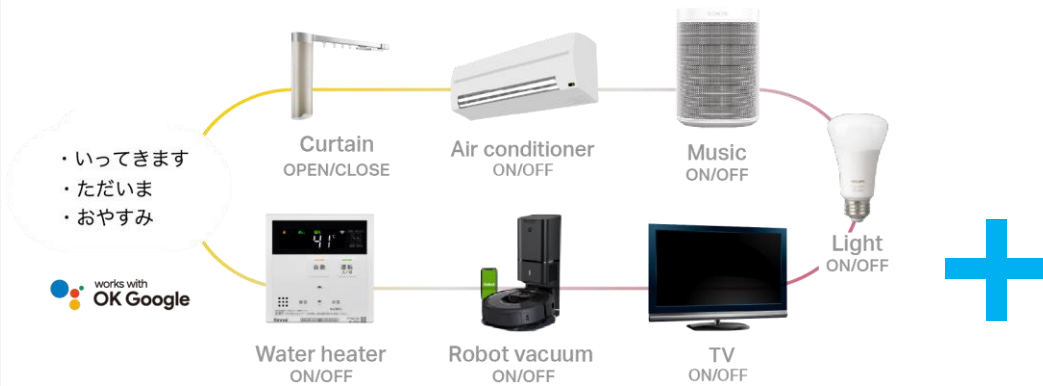 ・いってきます
・ただいま
・おやすみ
works with
OK Google
Curtain
OPEN/CLOSE
Air conditioner
ON/OFF
Music
ON/OFF
Light
ON/OFF
41
Water heater
ON/OFF
Robot vacuum
ON/OFF
TV
ON/OFF